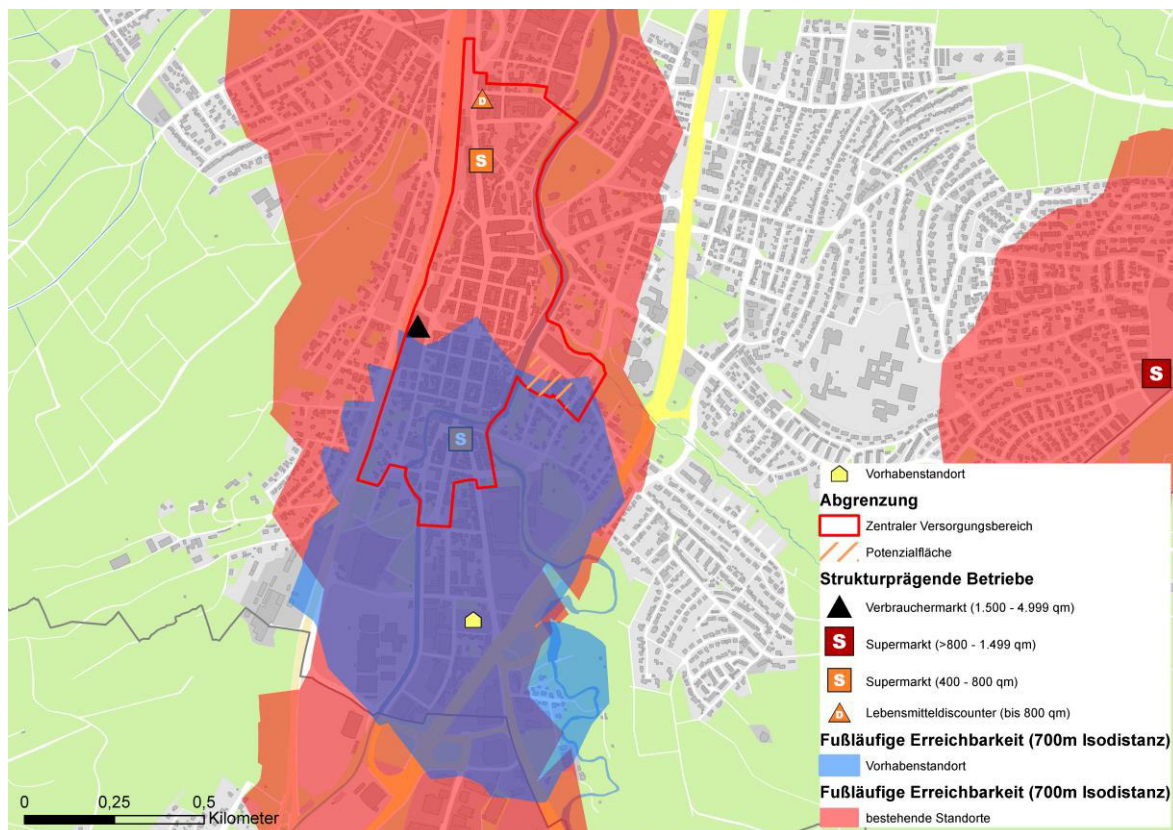 D
S
S
S
Vorhabenstandort
Abgrenzung
Zentraler Versorgungsbereich
Potenzialfläche
Strukturprägende Betriebe
Verbrauchermarkt (1.500 - 4.999 qm)
S
Supermarkt (>800 - 1.499 qm)
S
Supermarkt (400 - 800 qm)
D
Lebensmitteldiscounter (bis 800 qm)
Fußläufige Erreichbarkeit (700m Isodistanz)
Vorhabenstandort
Fußläufige Erreichbarkeit (700m Isodistanz)
bestehende Standorte
0 0,25 0,5
Kilometer